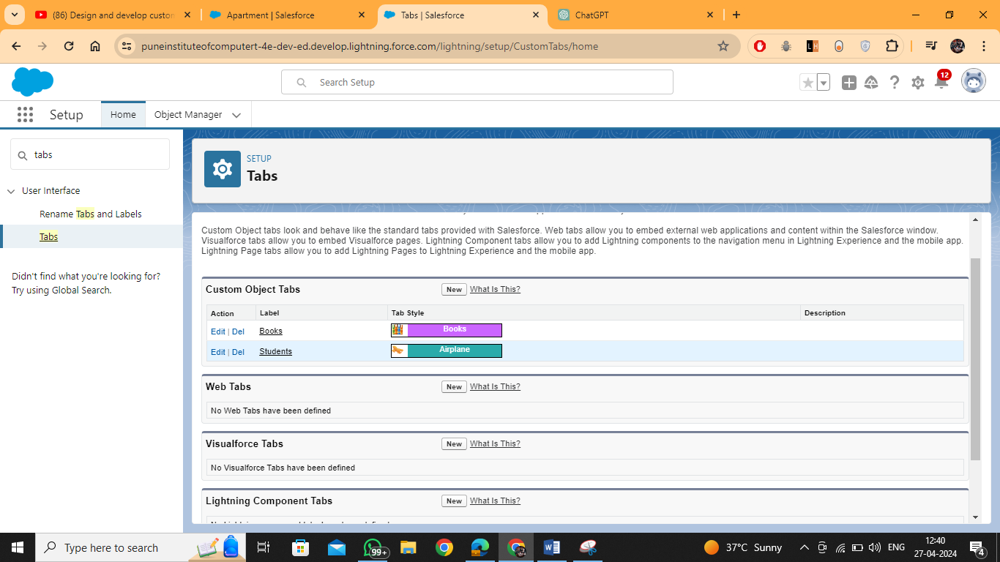 (86) Design and develop custom
Apartment | Salesforce
Tabs | Salesforce
ChatGPT
puneinstituteofcomputert-4e-dev-ed.develop.lightning.force.com/lightning/setup/CustomTabs/home
Search Setup
12
Setup
Home
Object Manager
tabs
User Interface
Rename Tabs and Labels
Tabs
Didn't find what you're looking for?
Try using Global Search.
SETUP
Tabs
Custom Object tabs look and behave like the standard tabs provided with Salesforce. Web tabs allow you to embed external web applications and content within the Salesforce window.
Visualforce tabs allow you to embed Visualforce pages. Lightning Component tabs allow you to add Lightning components to the navigation menu in Lightning Experience and the mobile app.
Lightning Page tabs allow you to add Lightning Pages to Lightning Experience and the mobile app.
Custom Object Tabs New What Is This?
Action Label Tab Style Description
Edit | Del Books Books
Edit | Del Students Airplane
Web Tabs New What Is This?
No Web Tabs have been defined
Visualforce Tabs New What Is This?
No Visualforce Tabs have been defined
Lightning Component Tabs New What Is This?
Type here to search
99+
37°C Sunny
ENG
12:40
27-04-2024
4